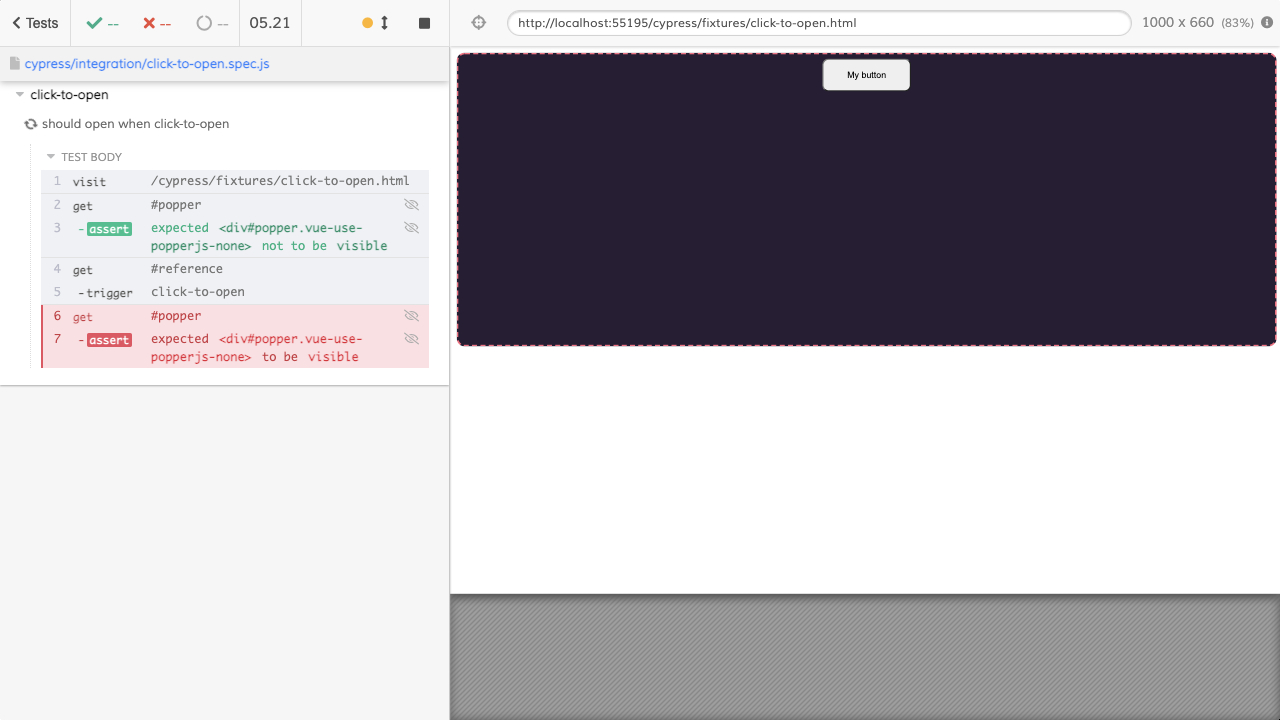 Tests -- -- -- 05.21
http://localhost:55195/cypress/fixtures/click-to-open.html 1000 x 660 (83%)
cypress/integration/click-to-open.spec.js
click-to-open
should open when click-to-open
TEST BODY
1 visit /cypress/fixtures/click-to-open.html
2 get #popper
3 -assert expected <div#popper.vue-use-
popperjs-none> not to be visible
4 get #reference
5 -trigger click-to-open
6 get #popper
7 -assert expected <div#popper.vue-use-
popperjs-none> to be visible
My button